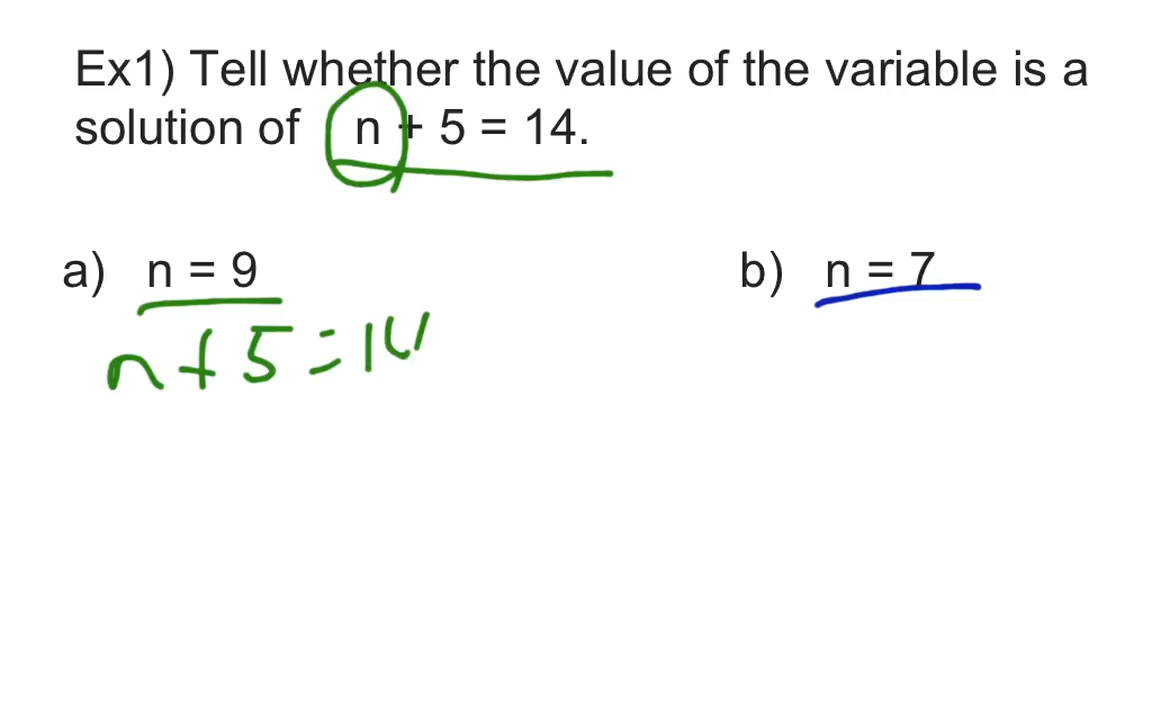 Ex1) Tell whether the value of the variable is a
solution of n + 5 = 14.
a) n = 9
b) n = 7
n + 5 = 14